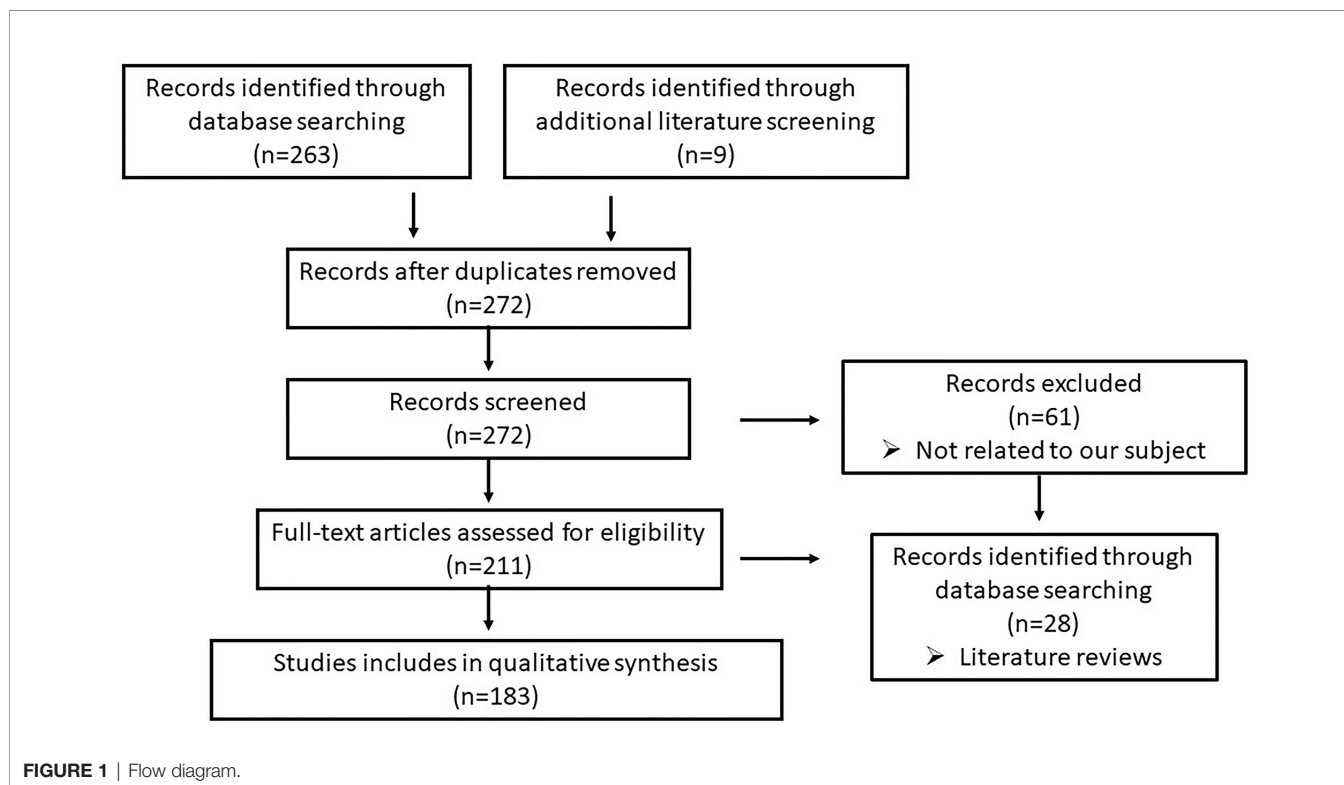 Records identified through
database searching
(n=263)
Records identified through
additional literature screening
(n=9)
Records after duplicates removed
(n=272)
Records screened
(n=272)
Records excluded
(n=61)
➢ Not related to our subject
Full-text articles assessed for eligibility
(n=211)
Records identified through
database searching
(n=28)
➢ Literature reviews
Studies includes in qualitative synthesis
(n=183)
FIGURE 1 | Flow diagram.